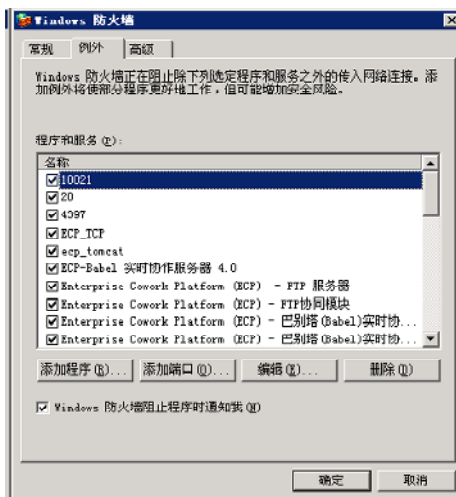 Windows 防火墙
常规 例外 高级
Windows 防火墙正在阻止除下列选定程序和服务之外的传入网络连接。添
加例外将使部分程序更好地工作，但可能增加安全风险。
程序和服务(P):
名称
10021
20
4397
ECP_TCP
ecp_tomcat
ECP-Babel 实时协作服务器 4.0
Enterprise Cowork Platform (ECP) - FTP 服务器
Enterprise Cowork Platform (ECP) - FTP协同模块
Enterprise Cowork Platform (ECP) - 巴别塔(Babel)实时协...
Enterprise Cowork Platform (ECP) - 巴别塔(Babel)实时协...
添加程序(R)... 添加端口(O)... 编辑(E)... 删除(D)
Windows 防火墙阻止程序时通知我(N)
确定 取消